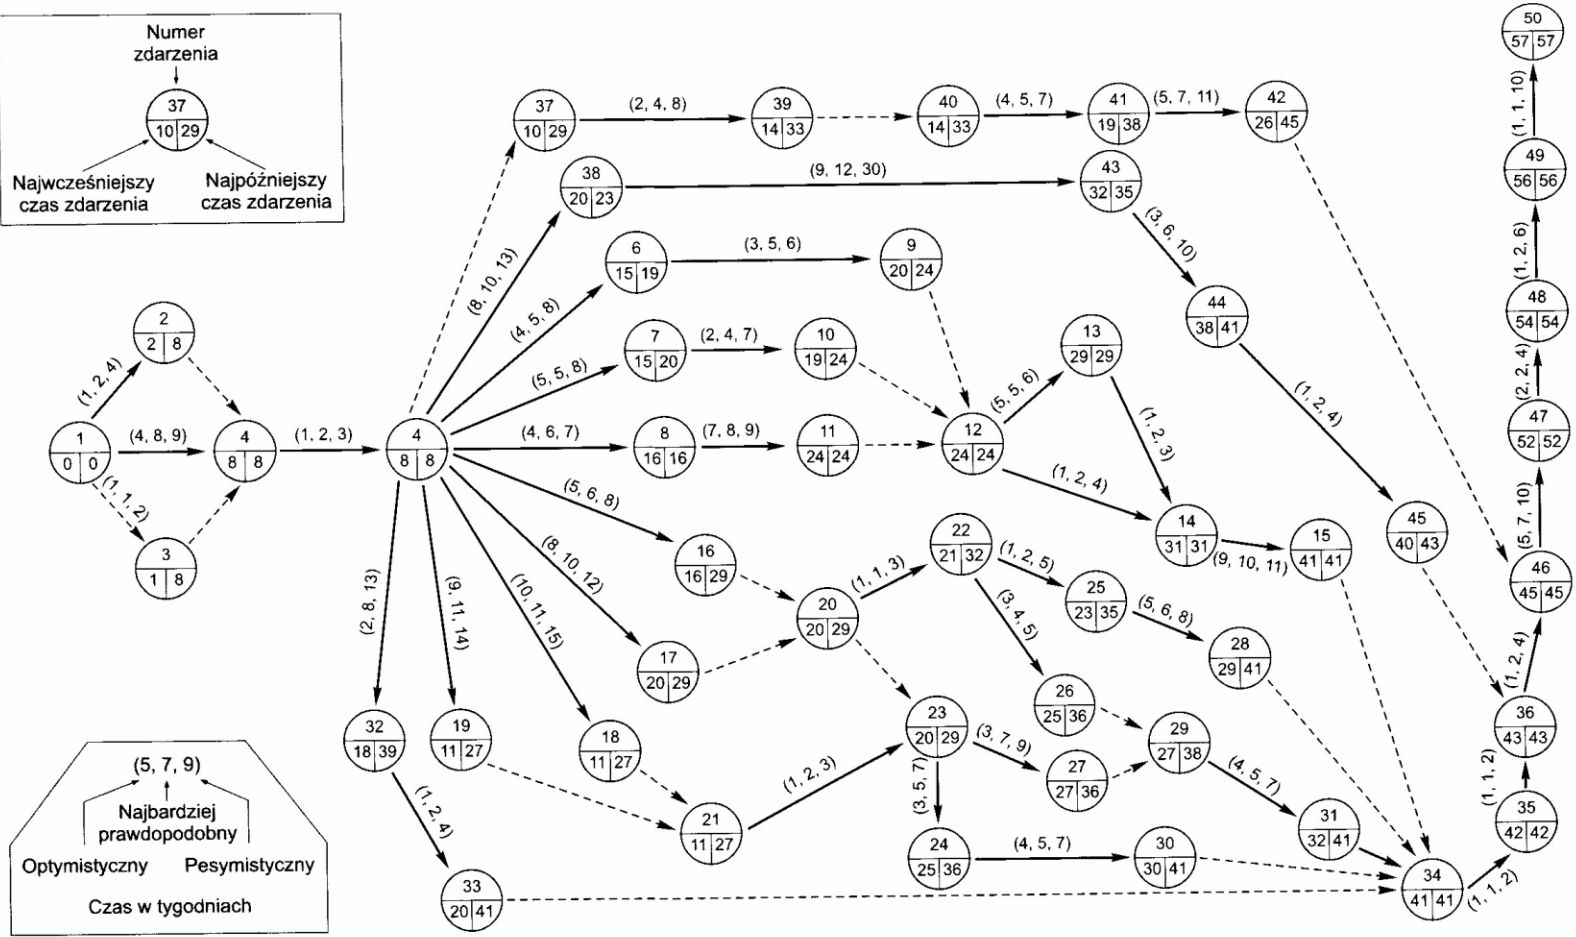 Numer
zdarzenia
37
10 29
Najwcześniejszy
czas zdarzenia
Najpóźniejszy
czas zdarzenia
50
57 57
(1, 1, 10)
49
56 56
(1, 2, 6)
48
54 54
(2, 2, 4)
47
52 52
(5, 7, 10)
46
45 45
(1, 2, 4)
36
43 43
(1, 1, 2)
35
42 42
(1, 1, 2)
34
41 41
37
10 29
(2, 4, 8)
39
14 33
40
14 33
(4, 5, 7)
41
19 38
(5, 7, 11)
42
26 45
38
20 23
(9, 12, 30)
43
32 35
(3, 6, 10)
44
38 41
(1, 2, 4)
45
40 43
(8, 10, 13)
6
15 19
(3, 5, 6)
9
20 24
(4, 5, 8)
7
15 20
(2, 4, 7)
10
19 24
(5, 5, 8)
2
2 8
(1, 2, 4)
1
0 0
(4, 8, 9)
4
8 8
(1, 2, 3)
4
8 8
(4, 6, 7)
8
16 16
(7, 8, 9)
11
24 24
12
24 24
(5, 5, 6)
13
29 29
(1, 2, 3)
(1, 2, 4)
14
31 31
(9, 10, 11)
15
41 41
(1, 1, 2)
3
1 8
(5, 6, 8)
16
16 29
(8, 10, 12)
17
20 29
(10, 11, 15)
18
11 27
(9, 11, 14)
19
11 27
(2, 8, 13)
32
18 39
(1, 2, 4)
33
20 41
20
20 29
(1, 1, 3)
22
21 32
(1, 2, 5)
25
23 35
(5, 6, 8)
28
29 41
(3, 4, 5)
26
25 36
21
11 27
(1, 2, 3)
23
20 29
(3, 7, 9)
27
27 36
29
27 38
(4, 5, 7)
31
32 41
(3, 5, 7)
24
25 36
(4, 5, 7)
30
30 41
(5, 7, 9)
Najbardziej
prawdopodobny
Optymistyczny
Pesymistyczny
Czas w tygodniach